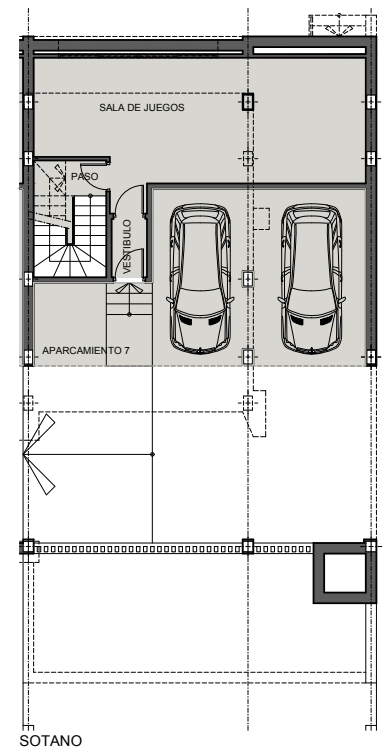 SALA DE JUEGOS
PASO
VESTIBULO
APARCAMIENTO 7
SOTANO